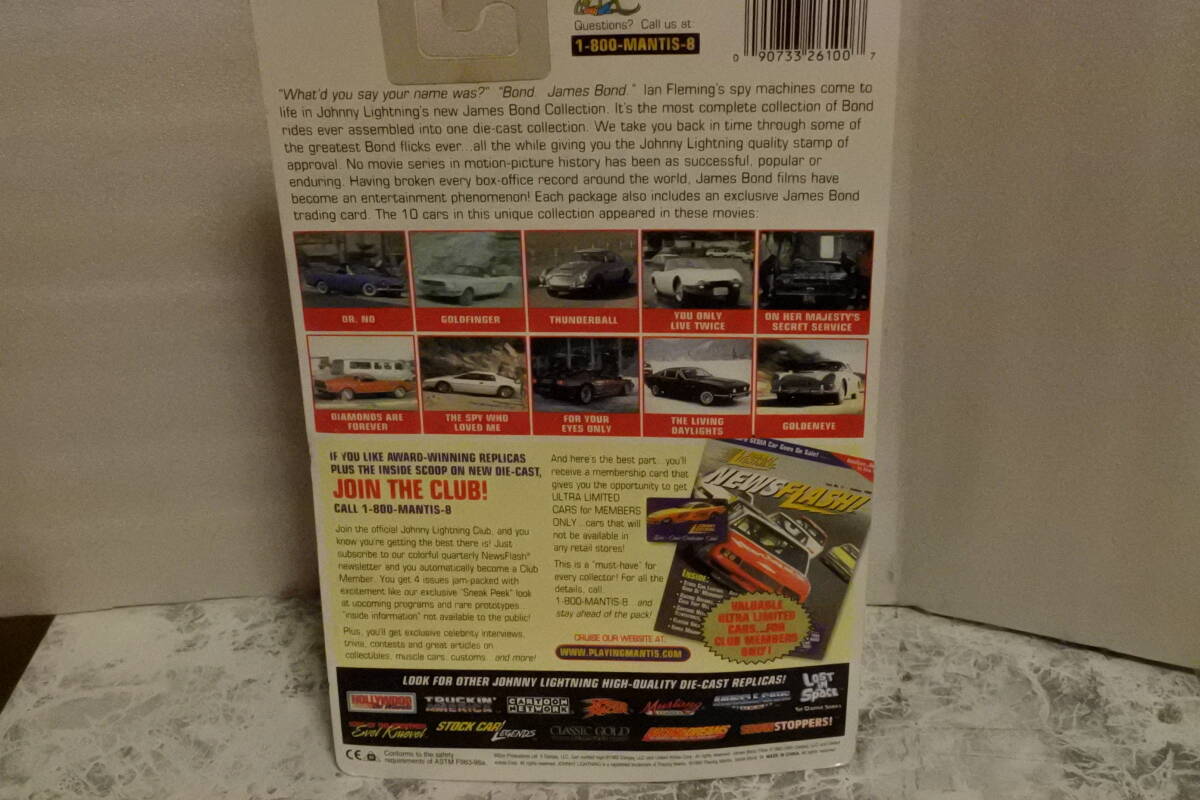 Questions? Call us at:
1-800-MANTIS-8
0 90733 26100 7
"What'd you say your name was?" "Bond. James Bond." Ian Fleming's spy machines come to
life in Johnny Lightning's new James Bond Collection. It's the most complete collection of Bond
rides ever assembled into one die-cast collection. We take you back in time through some of
the greatest Bond flicks ever...all the while giving you the Johnny Lightning quality stamp of
approval. No movie series in motion-picture history has been as successful, popular or
enduring. Having broken every box-office record around the world, James Bond films have
become an entertainment phenomenon! Each package also includes an exclusive James Bond
trading card. The 10 cars in this unique collection appeared in these movies:
DR. NO
GOLDFINGER
THUNDERBALL
YOU ONLY
LIVE TWICE
ON HER MAJESTY'S
SECRET SERVICE
DIAMONDS ARE
FOREVER
THE SPY WHO
LOVED ME
FOR YOUR
EYES ONLY
THE LIVING
DAYLIGHTS
GOLDENEYE
IF YOU LIKE AWARD-WINNING REPLICAS
PLUS THE INSIDE SCOOP ON NEW DIE-CAST,
JOIN THE CLUB!
CALL 1-800-MANTIS-8
Join the official Johnny Lightning Club, and you
know you're getting the best there is! Just
subscribe to our colorful quarterly NewsFlash®
newsletter and you automatically become a Club
Member. You get 4 issues jam-packed with
excitement like our exclusive "Sneak Peek" look
at upcoming programs and rare prototypes...
"inside information" not available to the public!
Plus, you'll get exclusive celebrity interviews,
trivia, contests and great articles on
collectibles, muscle cars, customs...and more!
And here's the best part...you'll
receive a membership card that
gives you the opportunity to get
ULTRA LIMITED
CARS for MEMBERS
ONLY...cars that will
not be available in
any retail stores!
This is a "must-have" for
every collector! For all the
details, call...
1-800-MANTIS-8...and
stay ahead of the pack!
CRUISE OUR WEBSITE AT:
WWW.PLAYINGMANTIS.COM
NEWSFLASH!
INSIDE:
VALUABLE
ULTRA LIMITED
CARS...FOR
CLUB MEMBERS
ONLY!
LOOK FOR OTHER JOHNNY LIGHTNING HIGH-QUALITY DIE-CAST REPLICAS!
HOLLYWOOD
TRUCKIN'
AMERICA
CARTOON
NETWORK
Mustang
MUSCLE CARS
LOST
IN
SPACE
Evel Knievel
STOCK CAR
LEGENDS
CLASSIC GOLD
STOPPERS!
CE
Conforms to the safety
requirements of ASTM F963-96a.